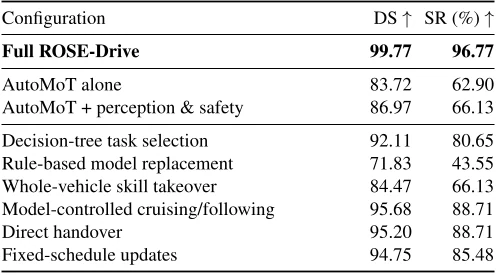 Configuration DS ↑ SR (%) ↑
Full ROSE-Drive 99.77 96.77
AutoMoT alone 83.72 62.90
AutoMoT + perception & safety 86.97 66.13
Decision-tree task selection 92.11 80.65
Rule-based model replacement 71.83 43.55
Whole-vehicle skill takeover 84.47 66.13
Model-controlled cruising/following 95.68 88.71
Direct handover 95.20 88.71
Fixed-schedule updates 94.75 85.48